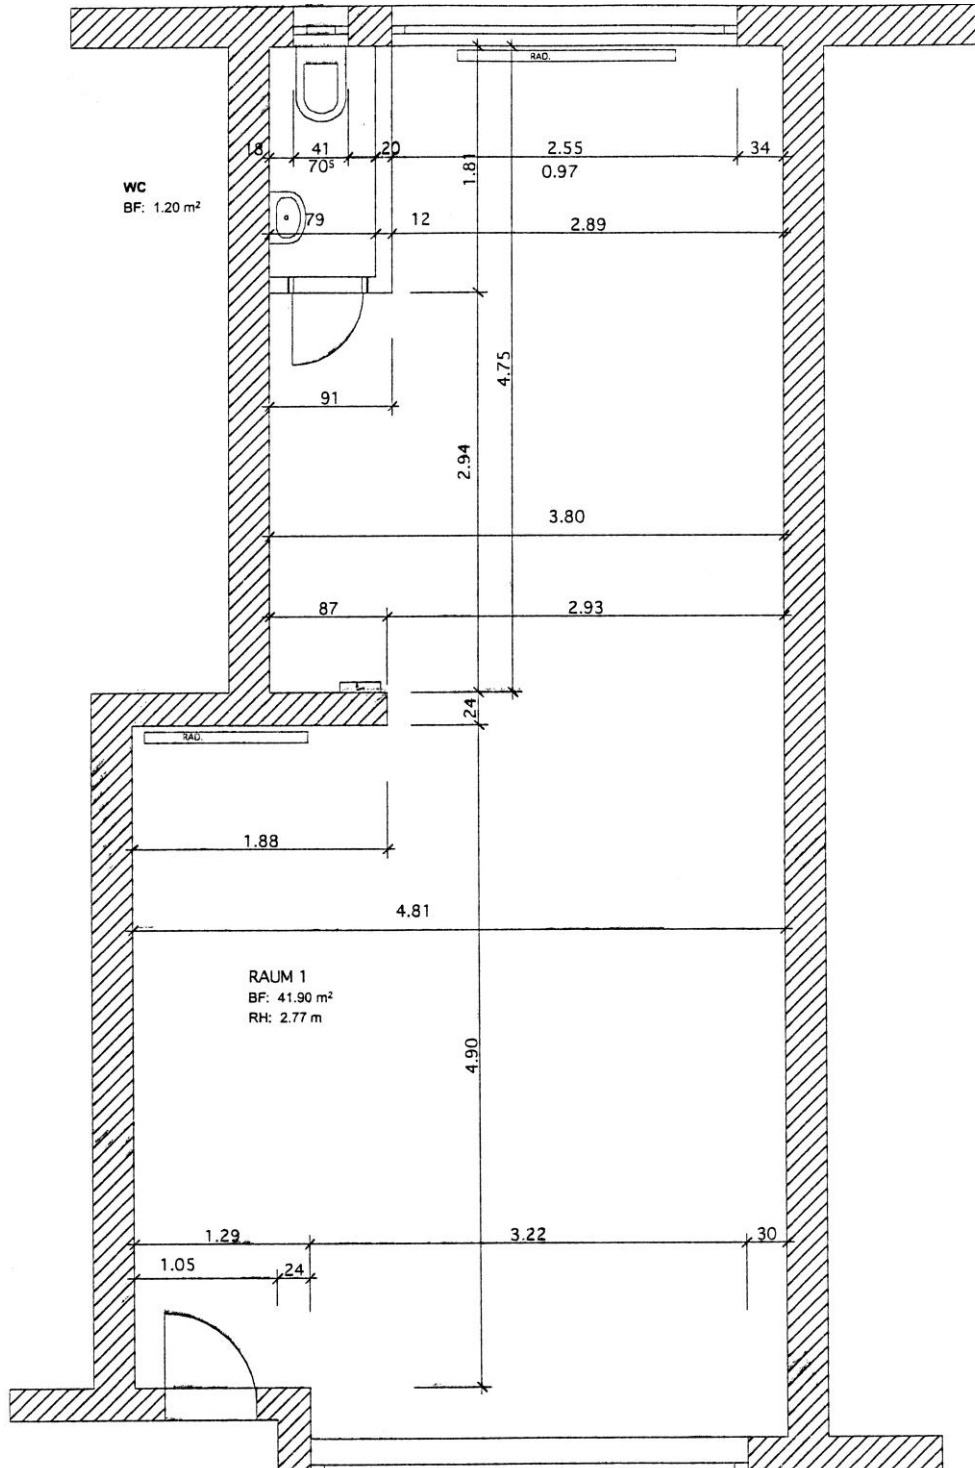 RAD.
18 41 20 2.55 34
70⁵ 0.97
1.81
WC
BF: 1.20 m²
79 12 2.89
4.75
91
2.94
3.80
87 2.93
24
RAD.
1.88
4.81
RAUM 1
BF: 41.90 m²
RH: 2.77 m
4.90
1.29 3.22 30
1.05 24